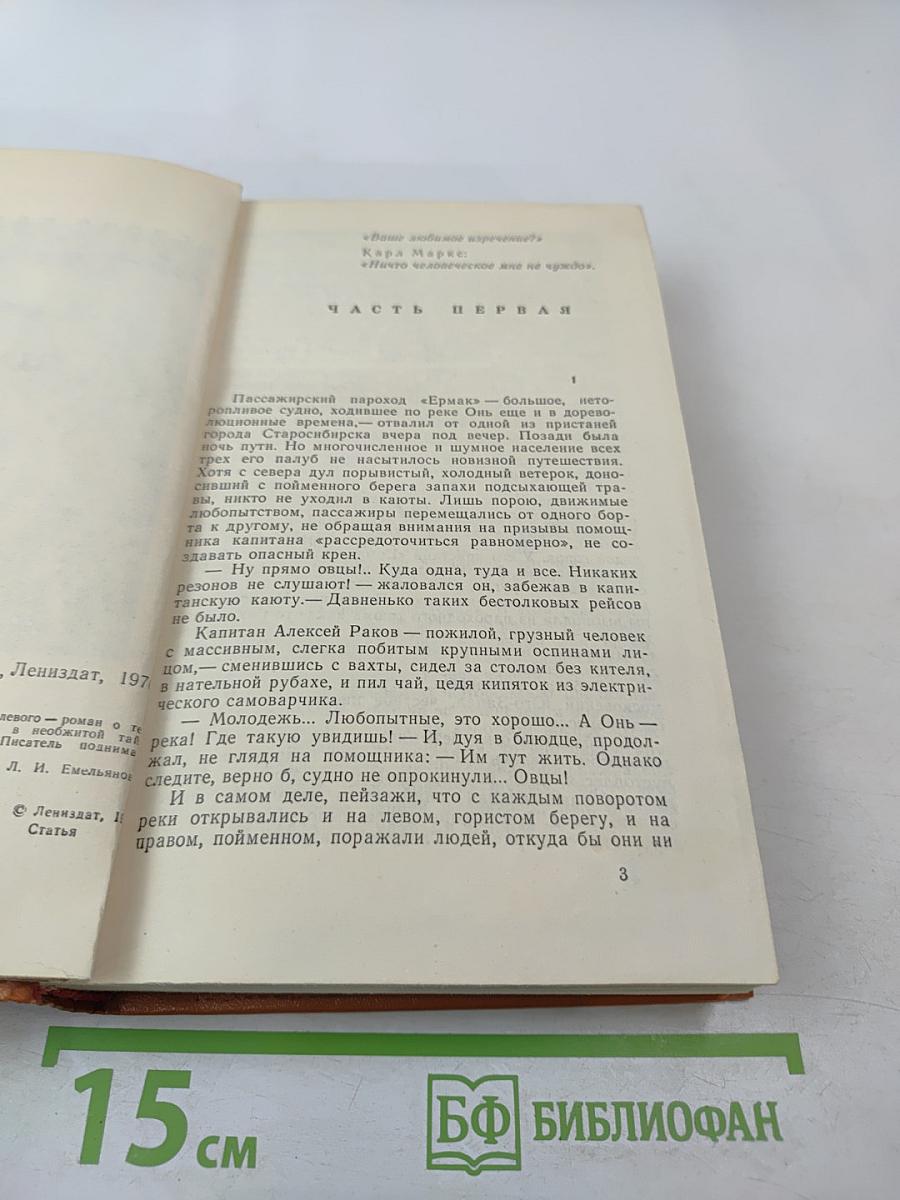 «Ваше любимое изречение?»
Карл Маркс:
«Ничто человеческое мне не чуждо».
ЧАСТЬ ПЕРВАЯ
1
Пассажирский пароход «Ермак» — большое, нето-
ропливое судно, ходившее по реке Онь еще и в дорево-
люционные времена,— отвалил от одной из пристаней
города Старосибирска вчера под вечер. Позади была
ночь пути. Но многочисленное и шумное население всех
трех его палуб не насытилось новизной путешествия.
Хотя с севера дул порывистый, холодный ветерок, доно-
сивший с пойменного берега запахи подсыхающей тра-
вы, никто не уходил в каюты. Лишь порою, движимые
любопытством, пассажиры перемещались от одного бор-
та к другому, не обращая внимания на призывы помощ-
ника капитана «рассредоточиться равномерно», не со-
здавать опасный крен.
— Ну прямо овцы!.. Куда одна, туда и все. Никаких
резонов не слушают! — жаловался он, забежав в капи-
танскую каюту.— Давненько таких бестолковых рейсов
не было.
Капитан Алексей Раков — пожилой, грузный человек
с массивным, слегка побитым крупными оспинами ли-
цом,— сменившись с вахты, сидел за столом без кителя,
в нательной рубахе, и пил чай, цедя кипяток из электри-
ческого самоварчика.
— Молодежь... Любопытные, это хорошо... А Онь —
река! Где такую увидишь! — И, дуя в блюдце, продол-
жал, не глядя на помощника: — Им тут жить. Однако
следите, верно б, судно не опрокинули... Овцы!
И в самом деле, пейзажи, что с каждым поворотом
реки открывались и на левом, гористом берегу, и на
правом, пойменном, поражали людей, откуда бы они ни
3
, Лениздат, 197
левого — роман о
в необжитой
Писатель
Л. И. Емельянов
© Лениздат,
Статья
15 см
БФ БИБЛИОФАН